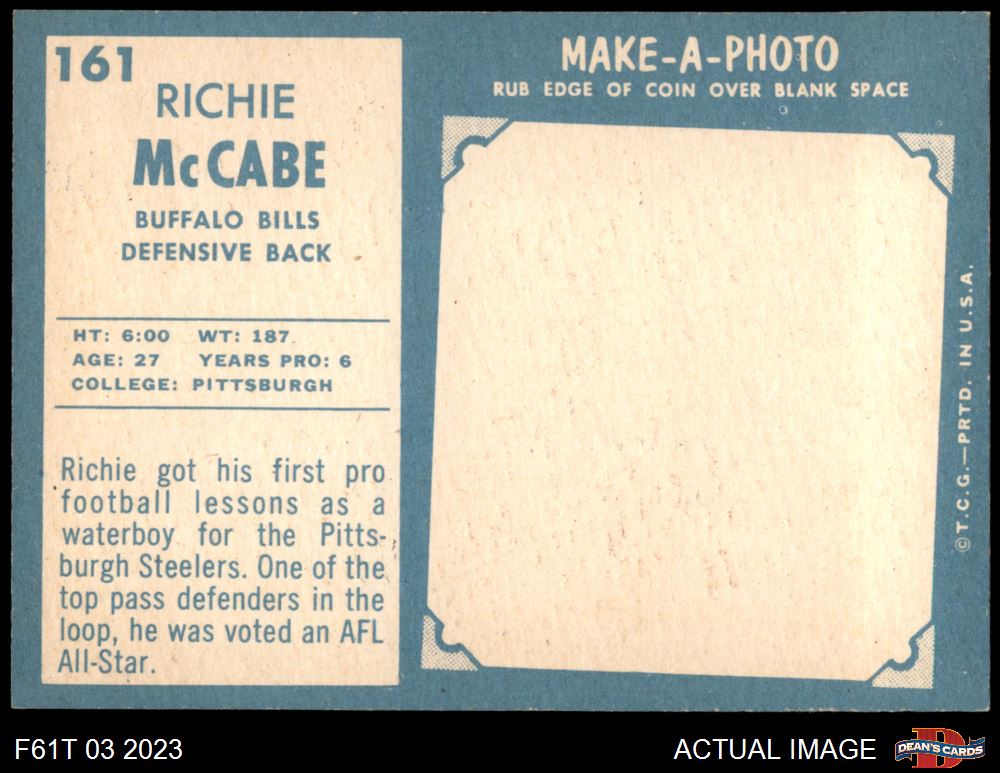 161
RICHIE
McCABE
BUFFALO BILLS
DEFENSIVE BACK
HT: 6:00 WT: 187
AGE: 27 YEARS PRO: 6
COLLEGE: PITTSBURGH
Richie got his first pro
football lessons as a
waterboy for the Pitts-
burgh Steelers. One of the
top pass defenders in the
loop, he was voted an AFL
All-Star.
MAKE-A-PHOTO
RUB EDGE OF COIN OVER BLANK SPACE
©T.C.G.—PRTD. IN U.S.A.
F61T 03 2023
ACTUAL IMAGE
DEAN'S CARDS